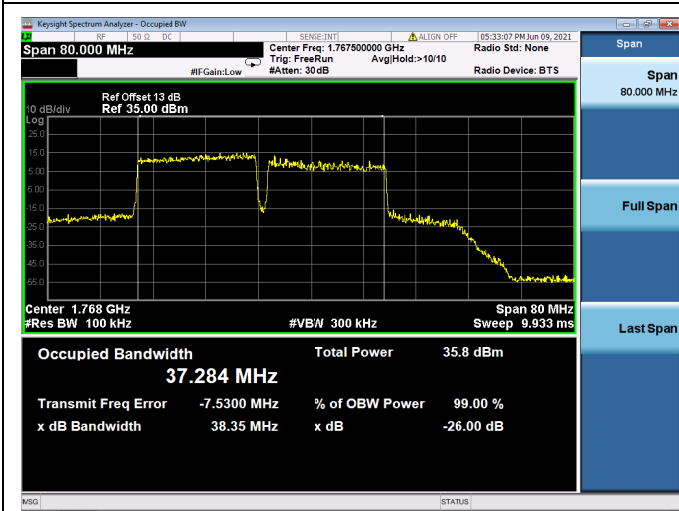 Keysight Spectrum Analyzer - Occupied BW
RF 50 Ω DC SENSE:INT ALIGN OFF 05:33:07 PM Jun 09, 2021
Span 80.000 MHz Center Freq: 1.767500000 GHz Radio Std: None
Trig: FreeRun Avg|Hold:>10/10
#IFGain:Low #Atten: 30 dB Radio Device: BTS
Ref Offset 13 dB
10 dB/div Ref 35.00 dBm
Log
25.0
15.0
5.00
-5.00
-15.0
-25.0
-35.0
-45.0
-55.0
Center 1.768 GHz Span 80 MHz
#Res BW 100 kHz #VBW 300 kHz Sweep 9.933 ms
Occupied Bandwidth Total Power 35.8 dBm
37.284 MHz
Transmit Freq Error -7.5300 MHz % of OBW Power 99.00 %
x dB Bandwidth 38.35 MHz x dB -26.00 dB
MSG STATUS
Span
Span
80.000 MHz
Full Span
Last Span